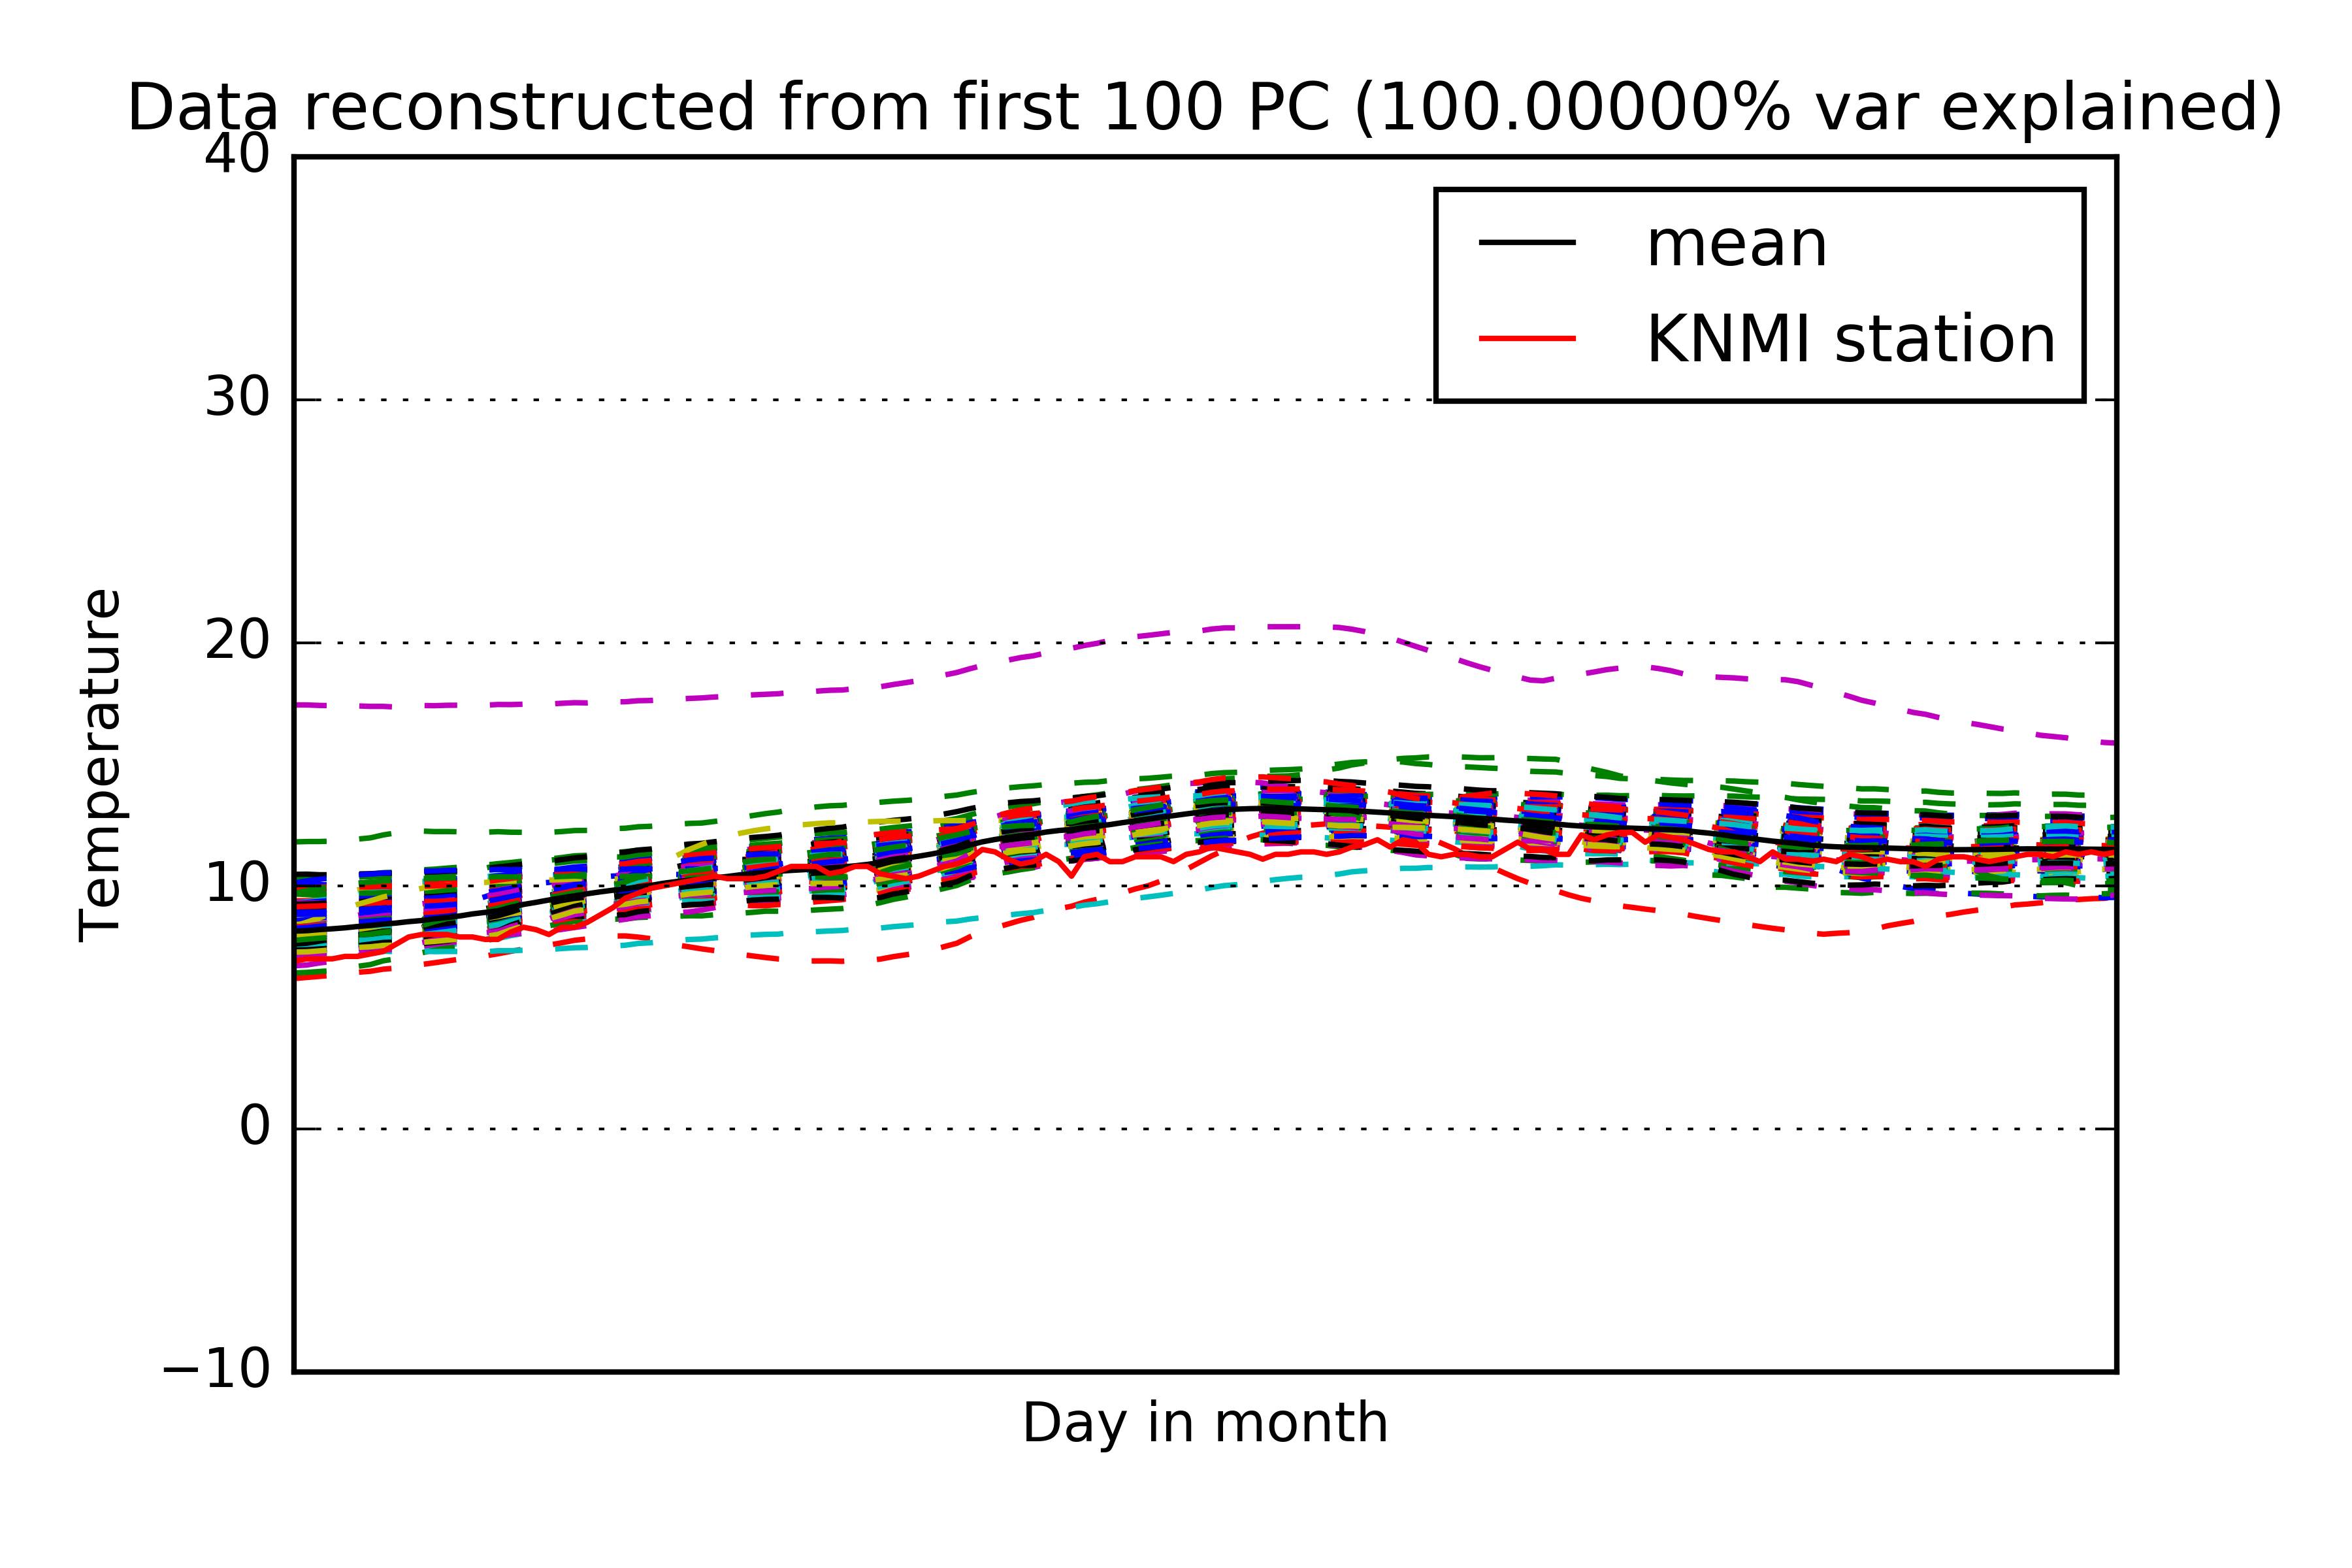 Data reconstructed from first 100 PC (100.00000% var explained)
40
30
20
10
0
−10
Temperature
mean
KNMI station
Day in month